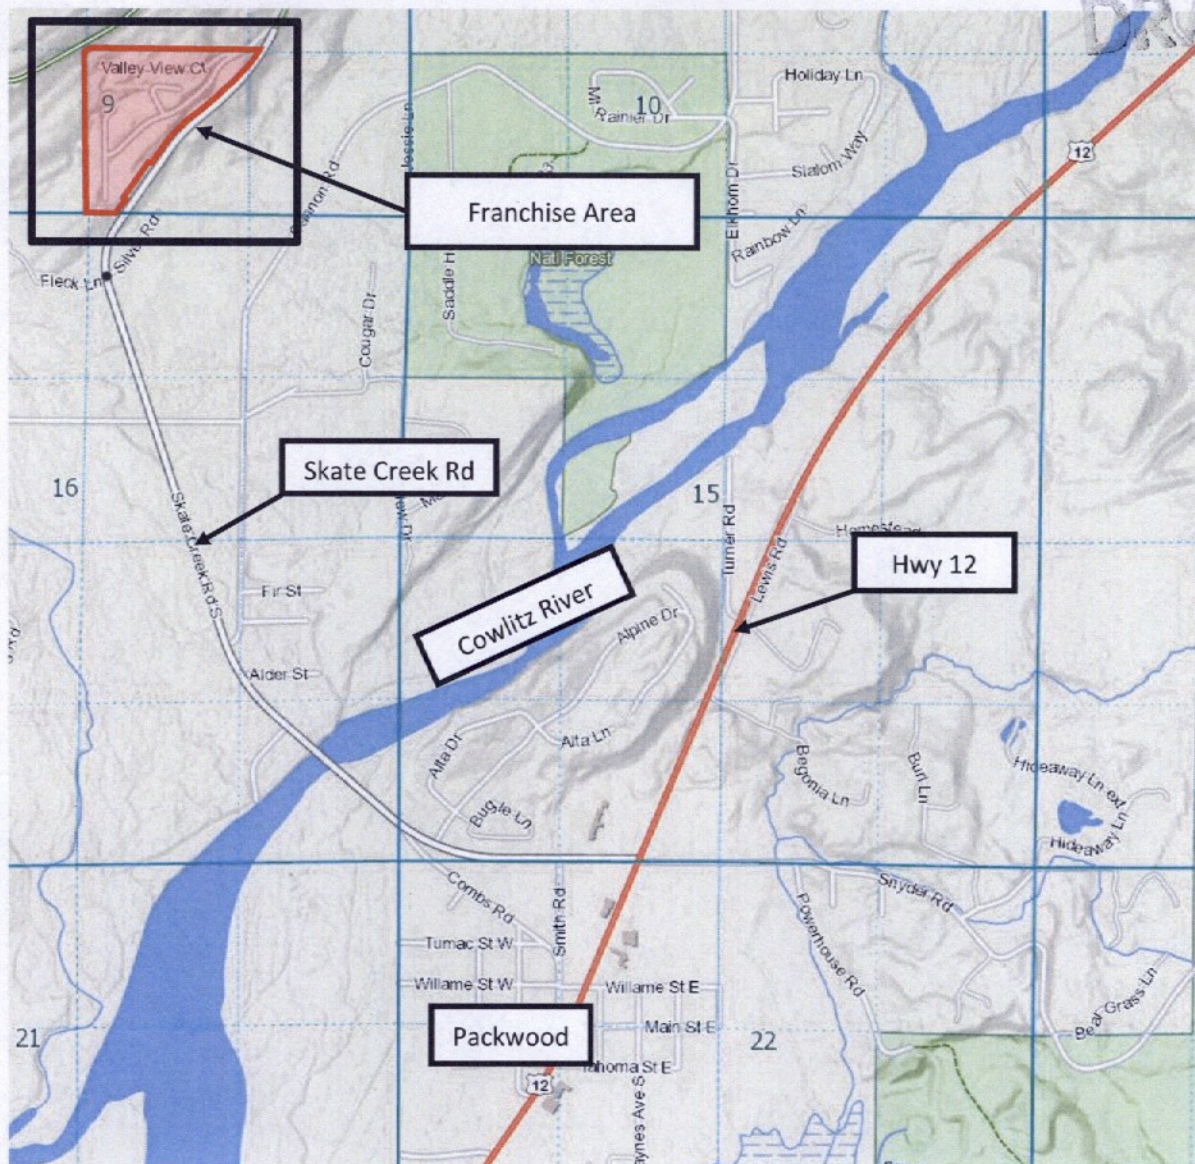 Valley View Ct
9
10
Holiday Ln
Mt
Rainier Dr
12
Jessie Ln
Slalom Way
Franchise Area
Elkhorn Dr
Rainbow Ln
Silver Rd
Natl Forest
Fleck Ln
Saddle H
Cougar Dr
Skate Creek Rd
16
15
Skate Creek Rd S
Turner Rd
Homestead
Lewis Rd
Hwy 12
Fir St
Cowlitz River
Alpine Dr
Alder St
Alta Dr
Alta Ln
Begonia Ln
Burl Ln
Hideaway Ln ext
Bugle Ln
Hideaway Ln
Combs Rd
Smith Rd
Snyder Rd
Powerhouse Rd
Tumac St W
Willame St W
Willame St E
Bear Grass Ln
21
Packwood
Main St E
22
Tahoma St E
12